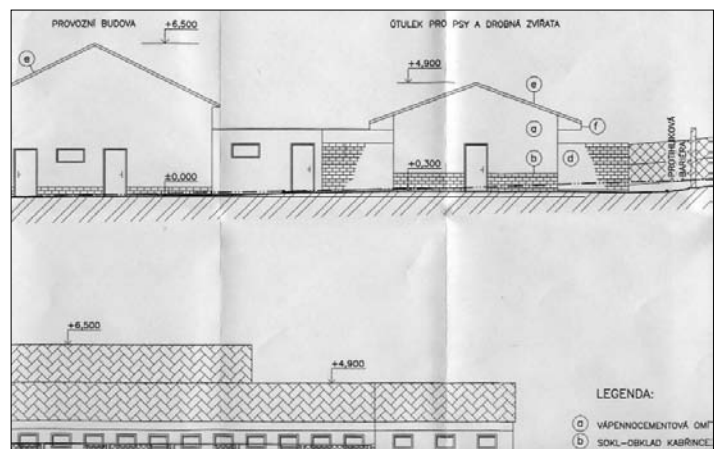 PROVOZNÍ BUDOVA
+6,500
ÚTULEK PRO PSY A DROBNÁ ZVÍŘATA
+4,900
e
e
a
f
b
d
+0,300
±0,000
PROTIHLUKOVÁ
BARIÉRA
+6,500
+4,900
LEGENDA:
a VÁPENNOCEMENTOVÁ OMÍT
b SOKL-OBKLAD KABŘINCE